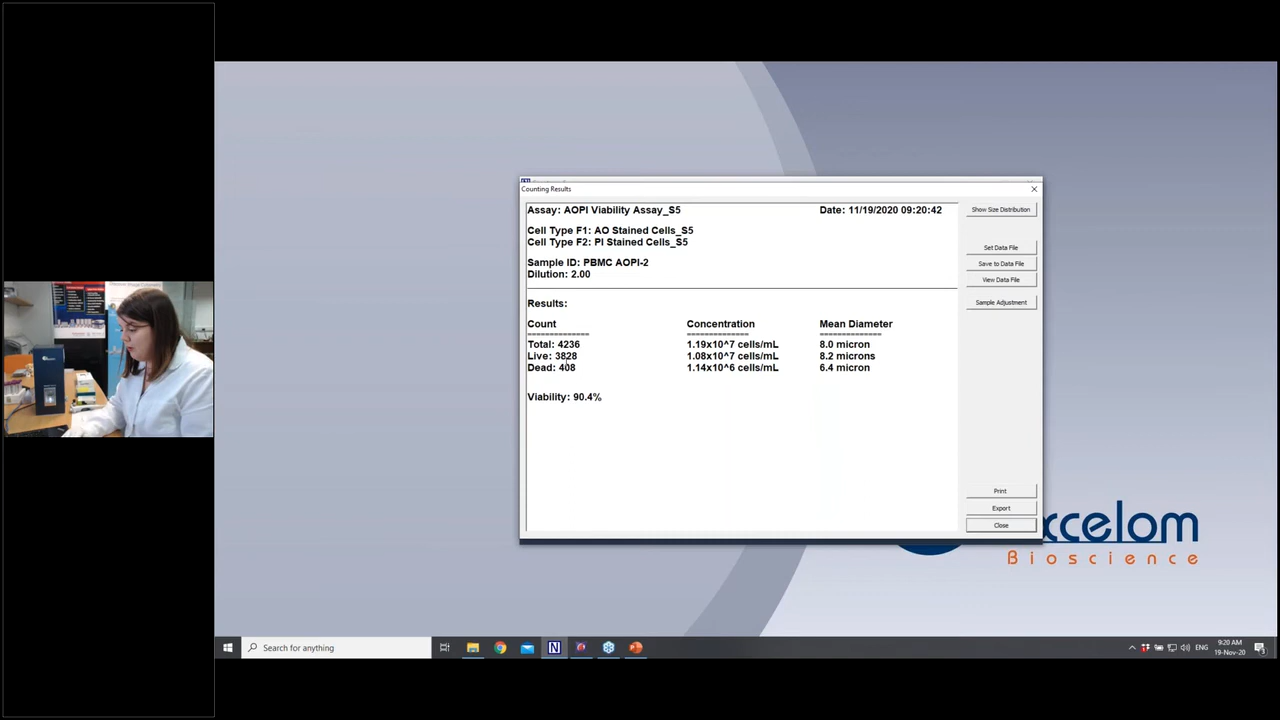 Counting Results
Assay: AOPI Viability Assay_S5
Date: 11/19/2020 09:20:42
Cell Type F1: AO Stained Cells_S5
Cell Type F2: PI Stained Cells_S5
Sample ID: PBMC AOPI-2
Dilution: 2.00
Results:
Count Concentration Mean Diameter
============= ============= =============
Total: 4236 1.19x10^7 cells/mL 8.0 micron
Live: 3828 1.08x10^7 cells/mL 8.2 microns
Dead: 408 1.14x10^6 cells/mL 6.4 micron
Viability: 90.4%
Show Size Distribution
Set Data File
Save to Data File
View Data File
Sample Adjustment
Print
Export
Close
xcelom
Bioscience
Search for anything
N
ENG
9:20 AM
19-Nov-20